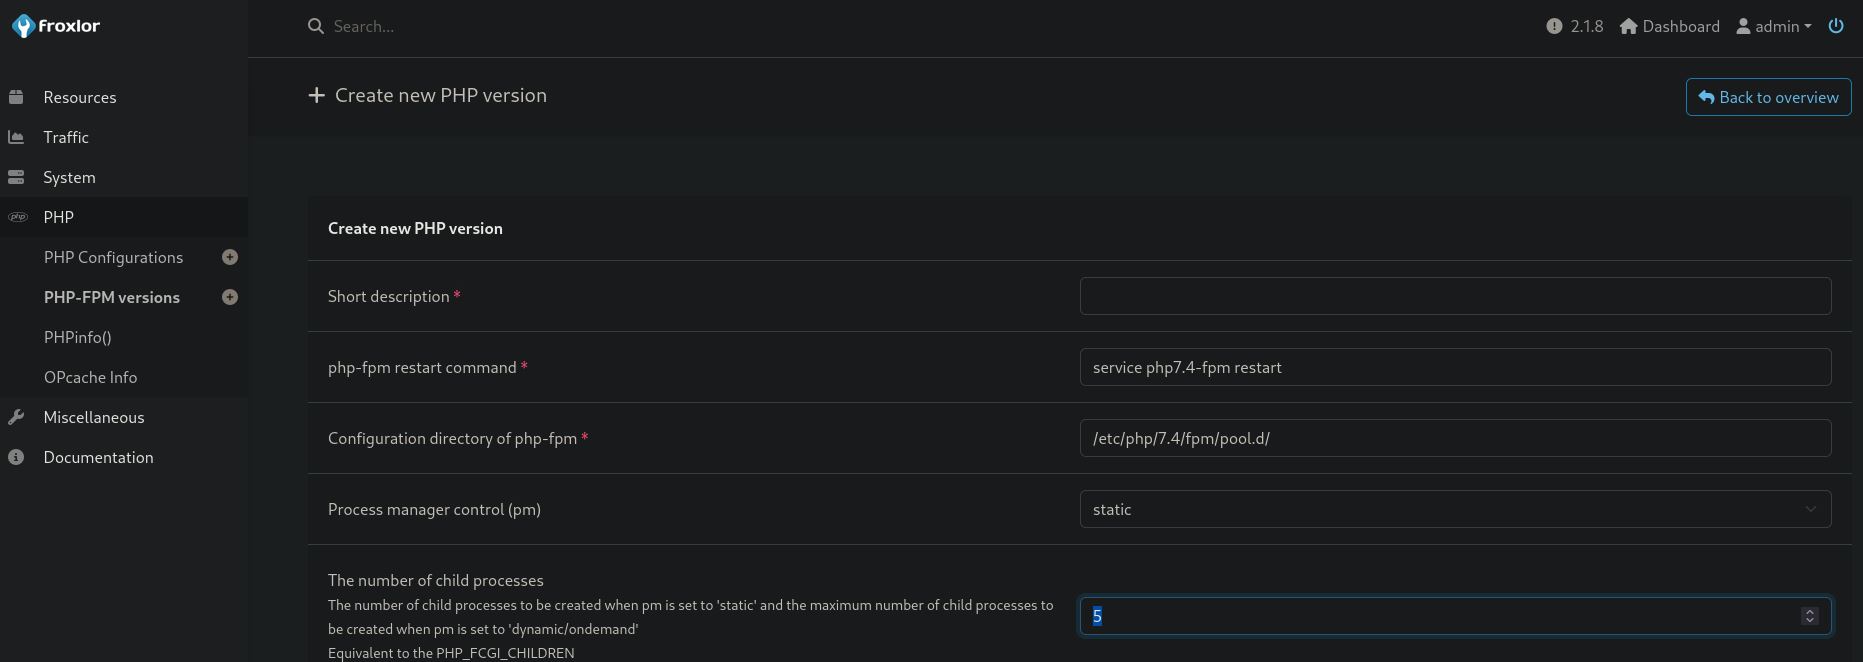 froxlor
Search...
2.1.8 Dashboard admin
Create new PHP version
Back to overview
Resources
Traffic
System
php PHP
PHP Configurations
PHP-FPM versions
PHPinfo()
OPcache Info
Miscellaneous
Documentation
Create new PHP version
Short description *
php-fpm restart command * service php7.4-fpm restart
Configuration directory of php-fpm * /etc/php/7.4/fpm/pool.d/
Process manager control (pm) static
The number of child processes
The number of child processes to be created when pm is set to 'static' and the maximum number of child processes to
be created when pm is set to 'dynamic/ondemand'
Equivalent to the PHP_FCGI_CHILDREN
5